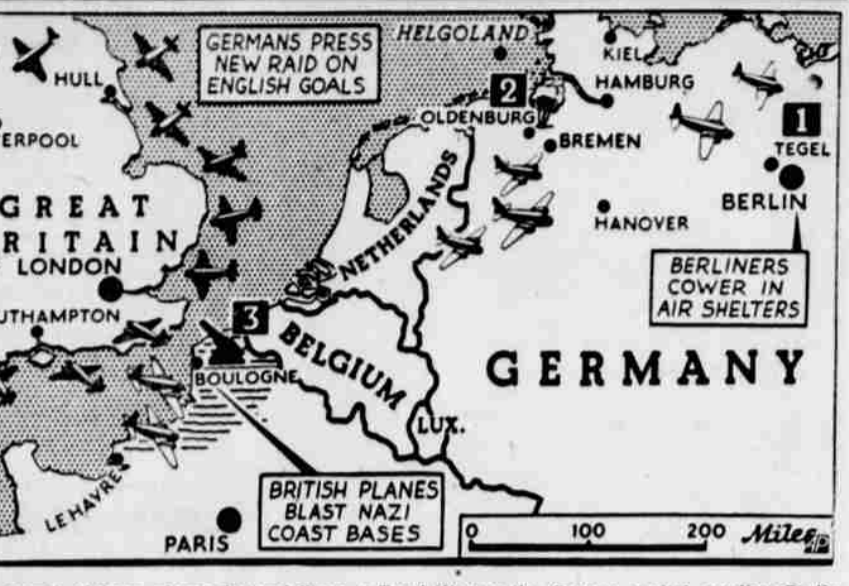 GERMANS PRESS
NEW RAID ON
ENGLISH GOALS
HELGOLAND
KIEL
HULL
HAMBURG
2
OLDENBURG
1
ERPOOL
BREMEN
TEGEL
GREAT
RITAIN
NETHERLANDS
BERLIN
HANOVER
LONDON
BERLINERS
COWER IN
AIR SHELTERS
UTHAMPTON
3
BELGIUM
GERMANY
BOULOGNE
LUX.
LE HAVRE
BRITISH PLANES
BLAST NAZI
COAST BASES
PARIS
0 100 200 Miles
AP